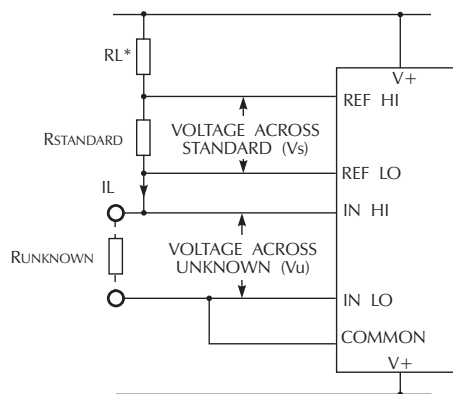 V+
RL*
REF HI
RSTANDARD
VOLTAGE ACROSS
STANDARD (Vs)
REF LO
IL
IN HI
RUNKNOWN
VOLTAGE ACROSS
UNKNOWN (Vu)
IN LO
COMMON
V+